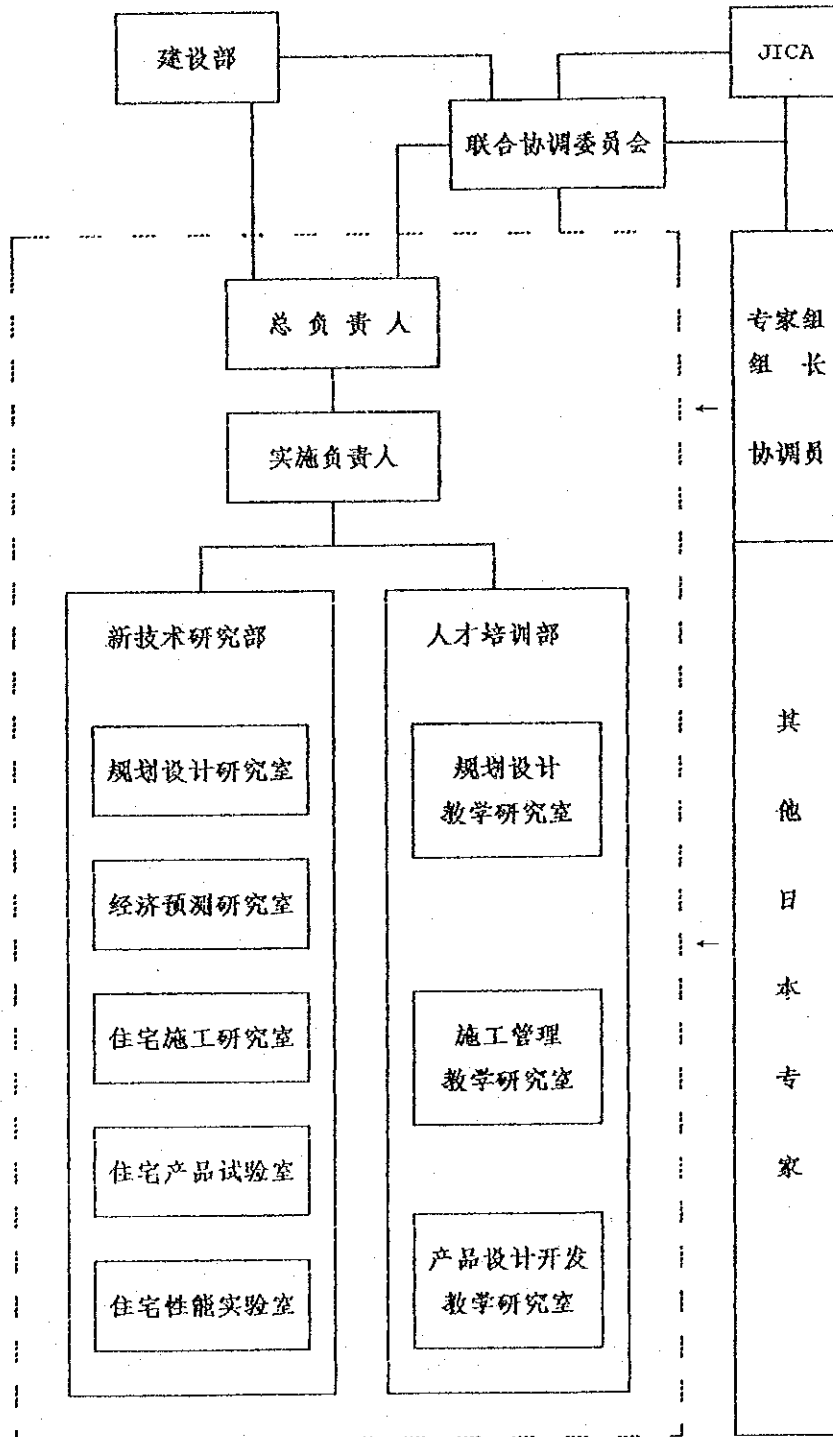 建设部
JICA
联合协调委员会
总负责人
实施负责人
专家组
组长
协调员
←
新技术研究部
规划设计研究室
经济预测研究室
住宅施工研究室
住宅产品试验室
住宅性能实验室
人才培训部
规划设计
教学研究室
施工管理
教学研究室
产品设计开发
教学研究室
←
其
他
日
本
专
家